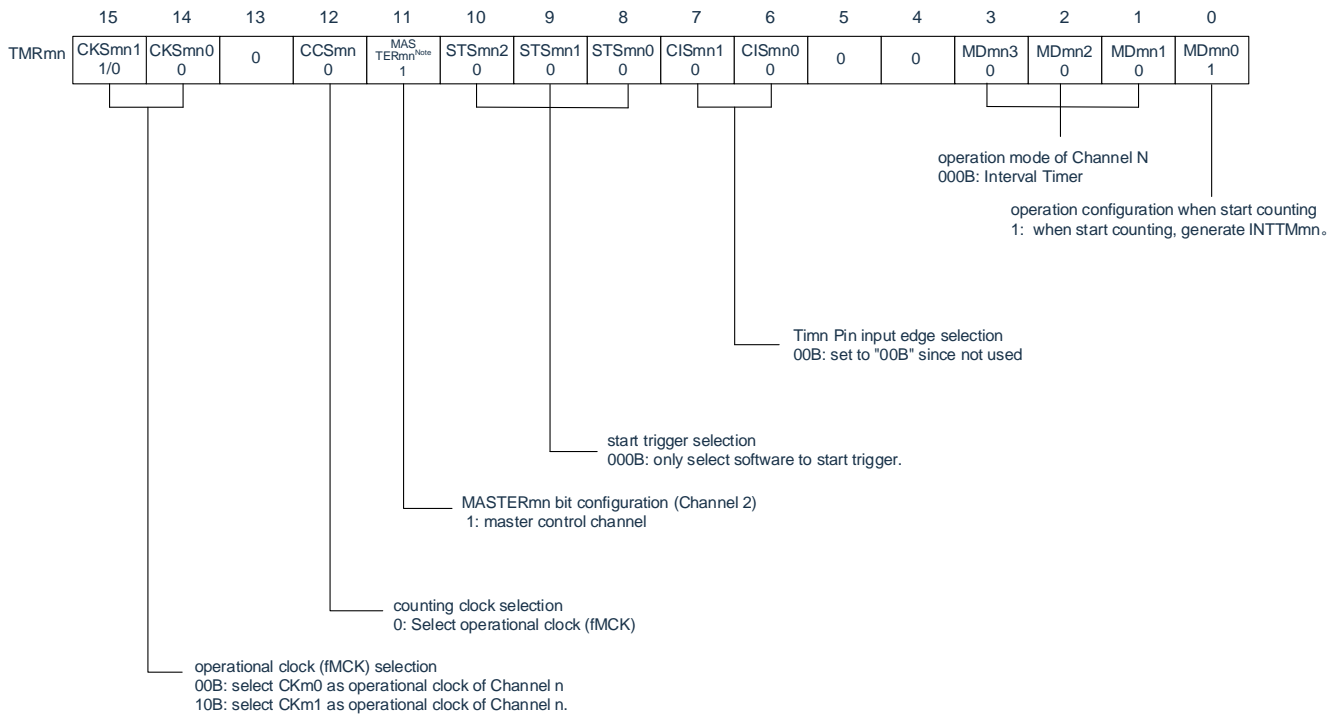 15 14 13 12 11 10 9 8 7 6 5 4 3 2 1 0
TMRmn
CKSmn1 1/0
CKSmn0 0
0
CCSmn 0
MAS
TERmnNote
1
STSmn2 0
STSmn1 0
STSmn0 0
CISmn1 0
CISmn0 0
0
0
MDmn3 0
MDmn2 0
MDmn1 0
MDmn0 1
operation mode of Channel N
000B: Interval Timer
operation configuration when start counting
1: when start counting, generate INTTMmn。
Timn Pin input edge selection
00B: set to "00B" since not used
start trigger selection
000B: only select software to start trigger.
MASTERmn bit configuration (Channel 2)
1: master control channel
counting clock selection
0: Select operational clock (fMCK)
operational clock (fMCK) selection
00B: select CKm0 as operational clock of Channel n
10B: select CKm1 as operational clock of Channel n.